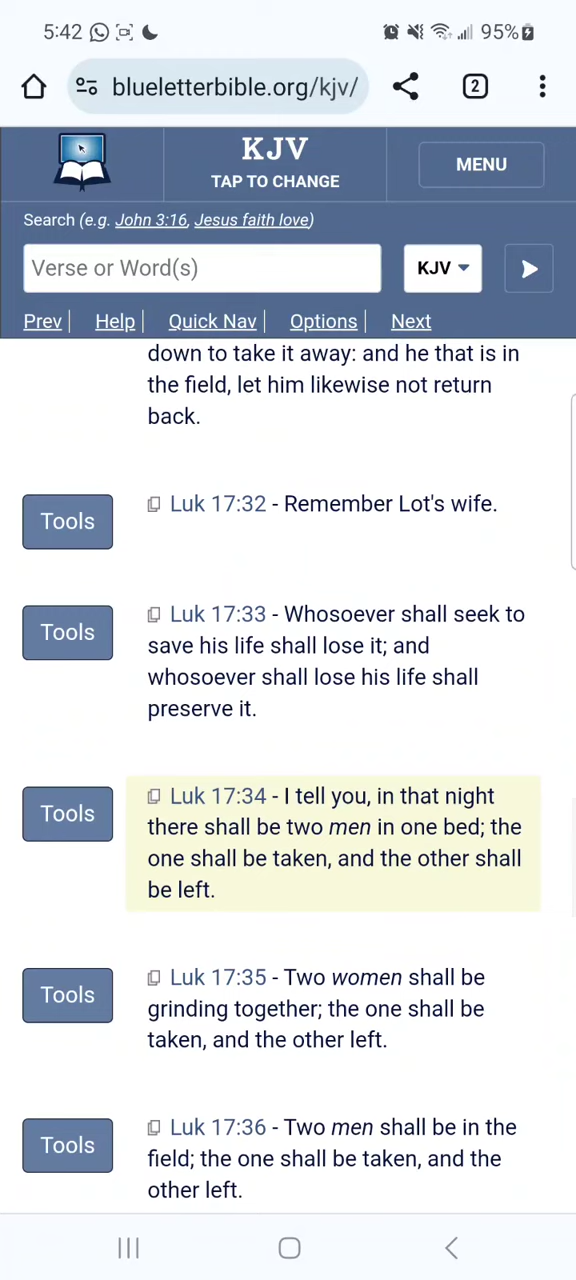 5:42
95%
blueletterbible.org/kjv/
2
KJV
TAP TO CHANGE
MENU
Search (e.g. John 3:16, Jesus faith love)
Verse or Word(s)
KJV
Prev | Help | Quick Nav | Options | Next
down to take it away: and he that is in
the field, let him likewise not return
back.
Tools
Luk 17:32 - Remember Lot's wife.
Tools
Luk 17:33 - Whosoever shall seek to
save his life shall lose it; and
whosoever shall lose his life shall
preserve it.
Tools
Luk 17:34 - I tell you, in that night
there shall be two men in one bed; the
one shall be taken, and the other shall
be left.
Tools
Luk 17:35 - Two women shall be
grinding together; the one shall be
taken, and the other left.
Tools
Luk 17:36 - Two men shall be in the
field; the one shall be taken, and the
other left.